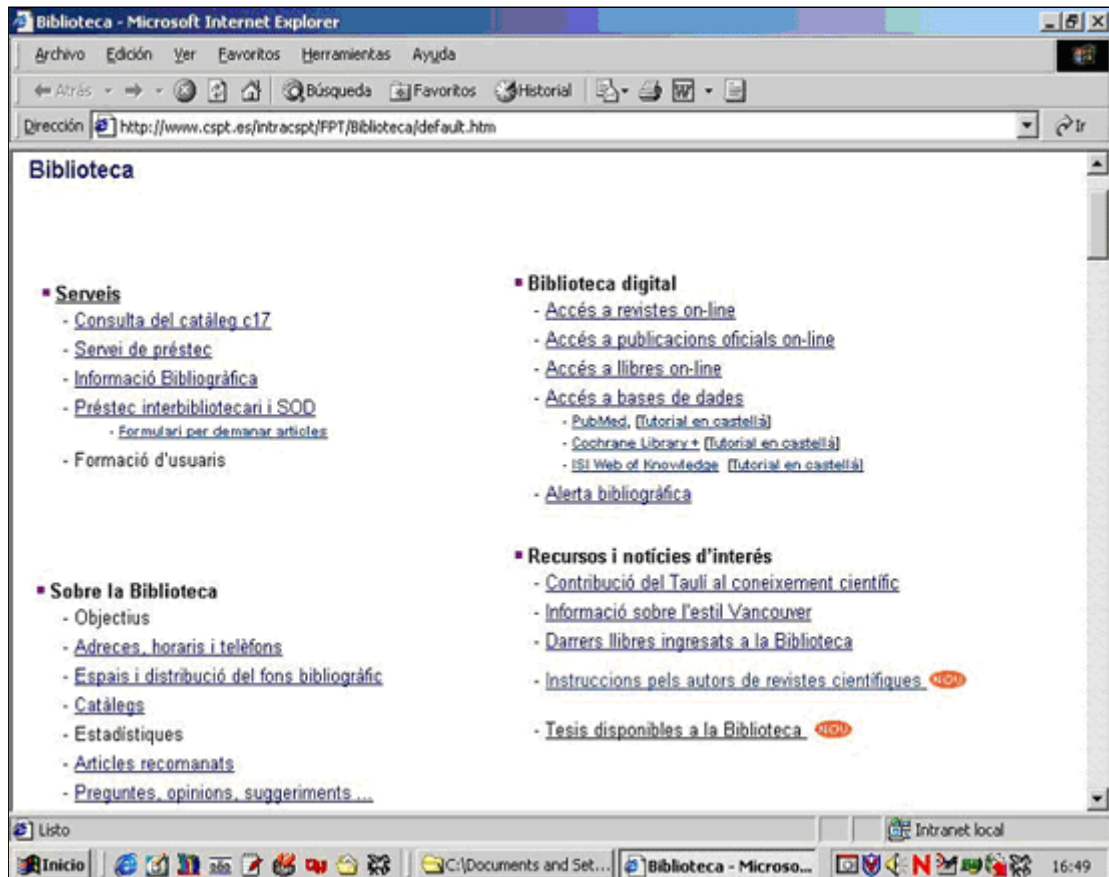 Biblioteca - Microsoft Internet Explorer
Archivo Edición Ver Favoritos Herramientas Ayuda
Atrás Búsqueda Favoritos Historial
Dirección http://www.cspt.es/intracspt/FPT/Biblioteca/default.htm Ir
Biblioteca
Serveis
- Consulta del catàleg c17
- Servei de préstec
- Informació Bibliogràfica
- Préstec interbibliotecari i SOD
- Formulari per demanar articles
- Formació d'usuaris
Sobre la Biblioteca
- Objectius
- Adreces, horaris i telèfons
- Espais i distribució del fons bibliogràfic
- Catàlegs
- Estadístiques
- Articles recomanats
- Preguntes, opinions, suggeriments ...
Biblioteca digital
- Accés a revistes on-line
- Accés a publicacions oficials on-line
- Accés a llibres on-line
- Accés a bases de dades
- PubMed, [Tutorial en castellà]
- Cochrane Library + [Tutorial en castellà]
- ISI Web of Knowledge [Tutorial en castellà]
- Alerta bibliogràfica
Recursos i notícies d'interés
- Contribució del Taulí al coneixement científic
- Informació sobre l'estil Vancouver
- Darrers llibres ingresats a la Biblioteca
- Instruccions pels autors de revistes científiques NOU
- Tesis disponibles a la Biblioteca NOU
Listo Intranet local
Inicio C:\Documents and Set... Biblioteca - Microso... 16:49